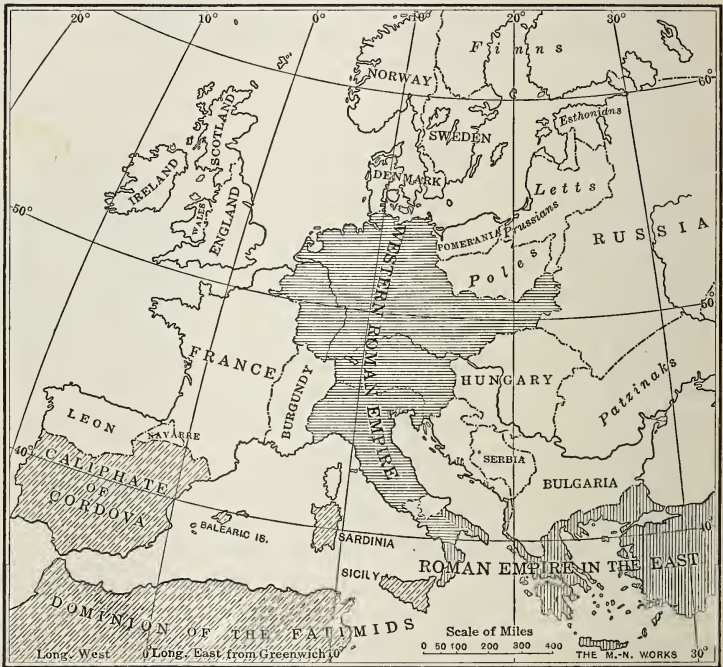 20°
10°
0°
10°
20°
30°
Finns
NORWAY
60°
SCOTLAND
SWEDEN
Esthonians
IRELAND
DENMARK
Letts
WALES
ENGLAND
50°
POMERANIA
Prussians
RUSSIA
Poles
WESTERN ROMAN EMPIRE
50°
FRANCE
BURGUNDY
HUNGARY
Patzinaks
LEON
NAVARRE
SERBIA
40°
CALIPHATE
OF
CORDOVA
BULGARIA
BALEARIC IS.
SARDINIA
40°
SICILY
ROMAN EMPIRE IN THE EAST
DOMINION OF THE FATIMIDS
Scale of Miles
0 50 100 200 300 400
Long. West 0° Long. East from Greenwich 10°
THE M.-N. WORKS
30°